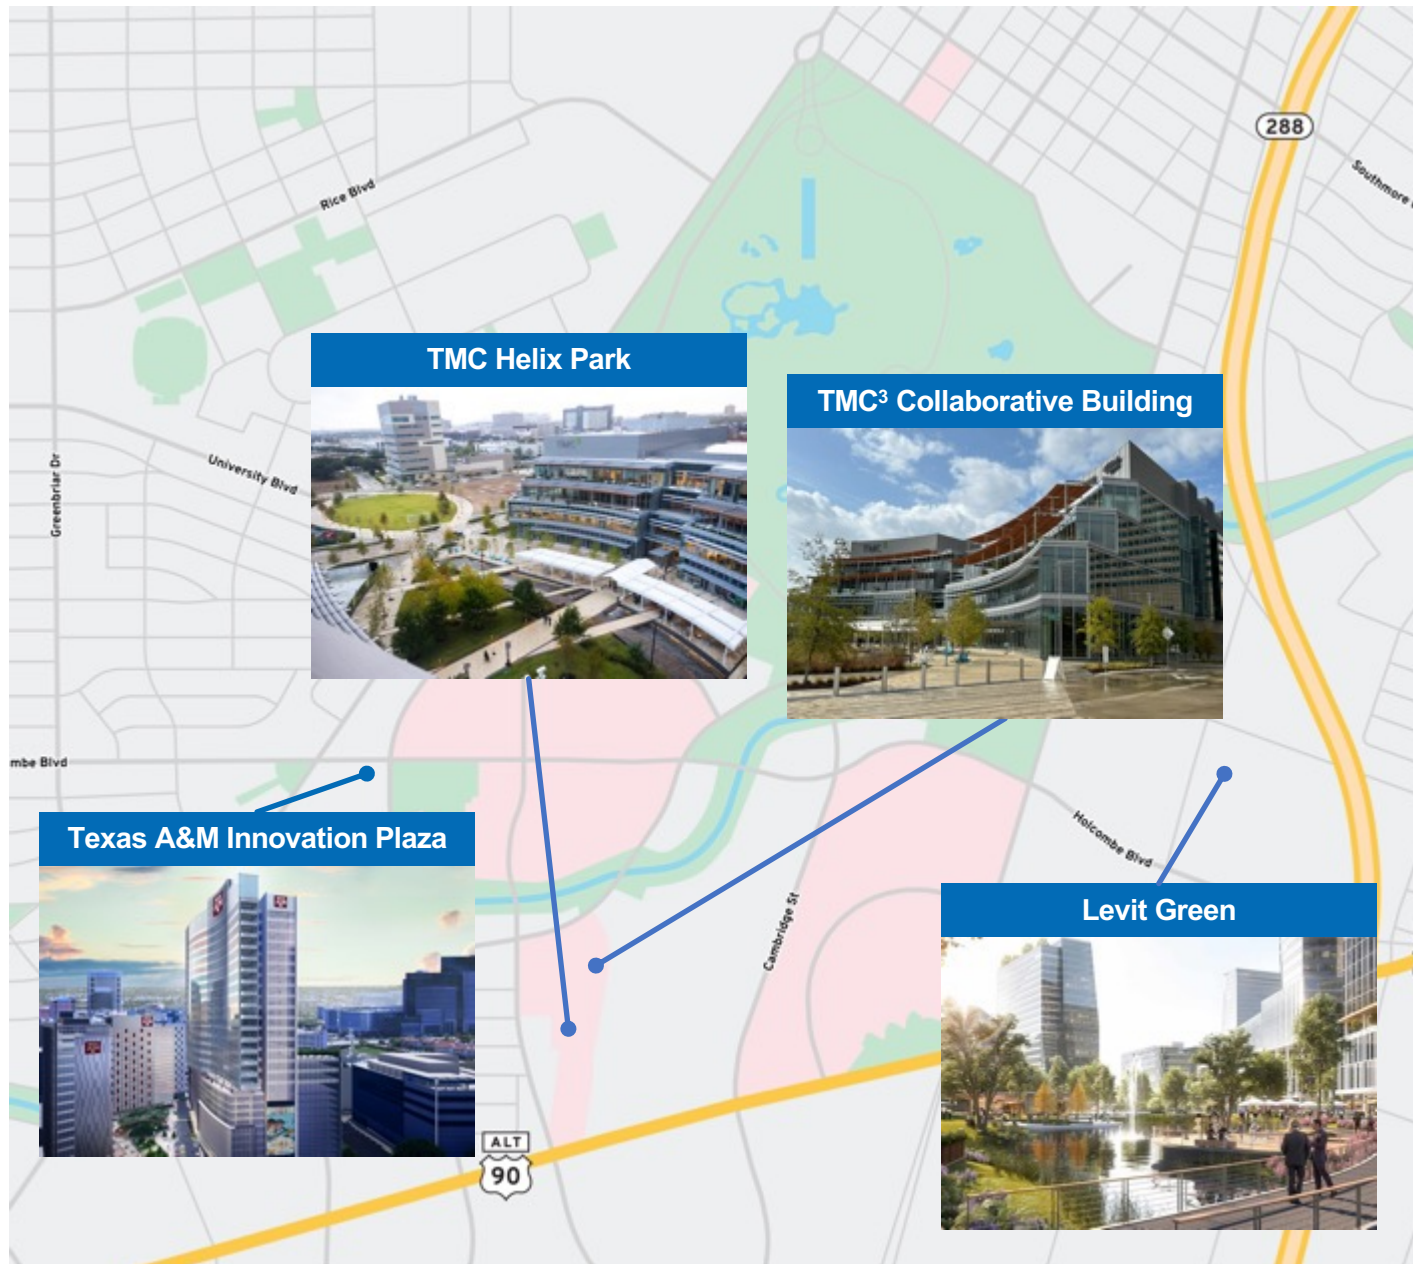 288
Southmore
Rice Blvd
TMC Helix Park
TMC³ Collaborative Building
University Blvd
Greenbriar Dr
TMC
mbe Blvd
Holcombe Blvd
Texas A&M Innovation Plaza
Levit Green
Cambridge St
ALT
90